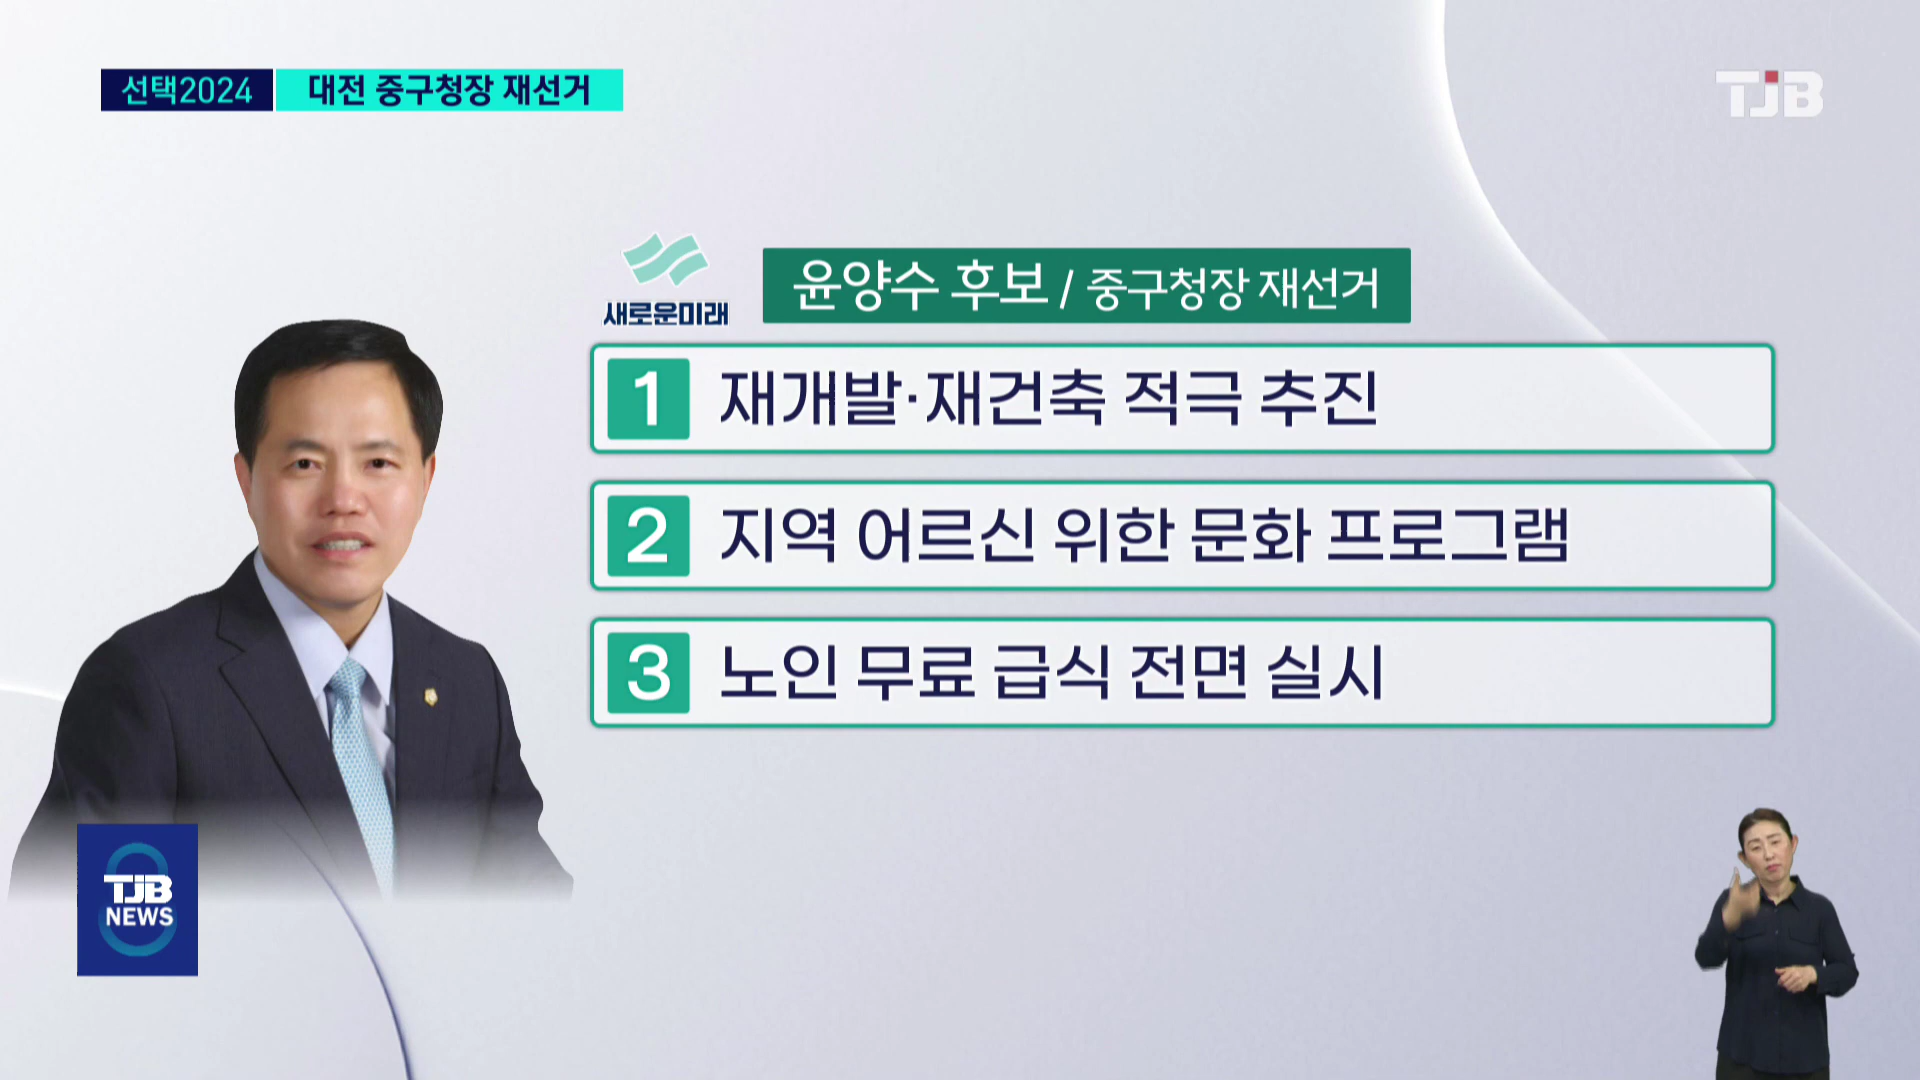 선택2024 대전 중구청장 재선거
TJB
새로운미래
윤양수 후보 / 중구청장 재선거
1 재개발·재건축 적극 추진
2 지역 어르신 위한 문화 프로그램
3 노인 무료 급식 전면 실시
TJB
NEWS